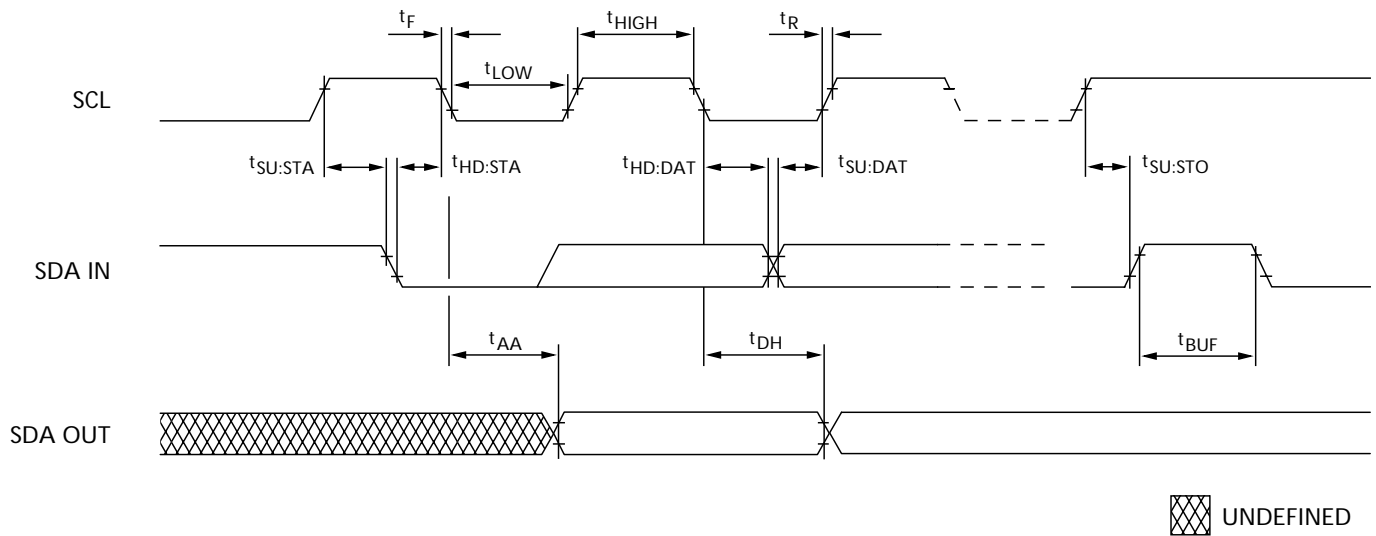 tF
tHIGH
tR
tLOW
SCL
tSU:STA
tHD:STA
tHD:DAT
tSU:DAT
tSU:STO
SDA IN
tAA
tDH
tBUF
SDA OUT
UNDEFINED